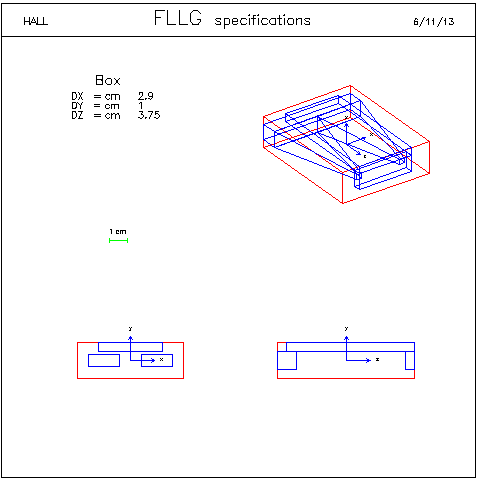 HALL FLLG specifications 6/11/13
Box
DX = cm 2.9
DY = cm 1
DZ = cm 3.75
y
x
z
1 cm
y
x
y
z